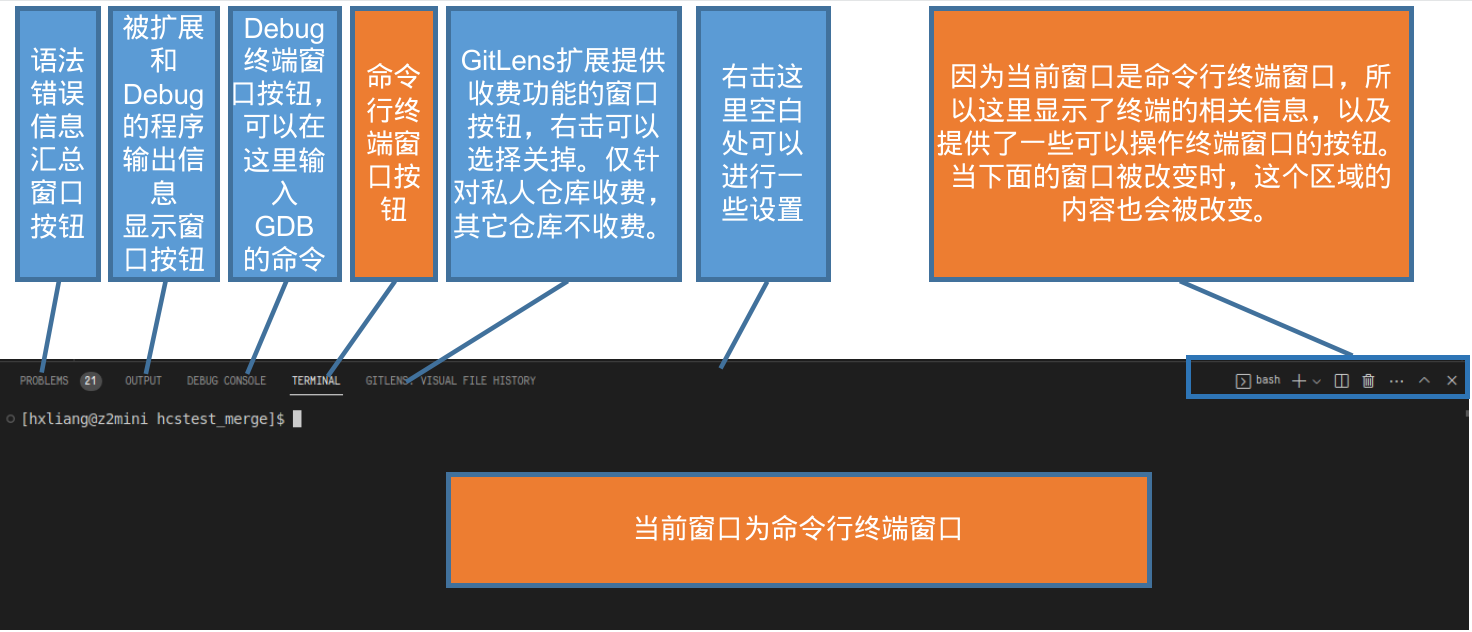 语法
错误
信息
汇总
窗口
按钮
被扩展
和
Debug
的程序
输出信
息
显示窗
口按钮
Debug
终端窗
口按钮，
可以在
这里输
入
GDB
的命令
命令
行终
端窗
口按
钮
GitLens扩展提供
收费功能的窗口
按钮，右击可以
选择关掉。仅针
对私人仓库收费，
其它仓库不收费。
右击这
里空白
处可以
进行一
些设置
因为当前窗口是命令行终端窗口，所
以这里显示了终端的相关信息，以及
提供了一些可以操作终端窗口的按钮。
当下面的窗口被改变时，这个区域的
内容也会被改变。
PROBLEMS 21 OUTPUT DEBUG CONSOLE TERMINAL GITLENS: VISUAL FILE HISTORY bash
[hxliang@z2mini hcstest_merge]$
当前窗口为命令行终端窗口